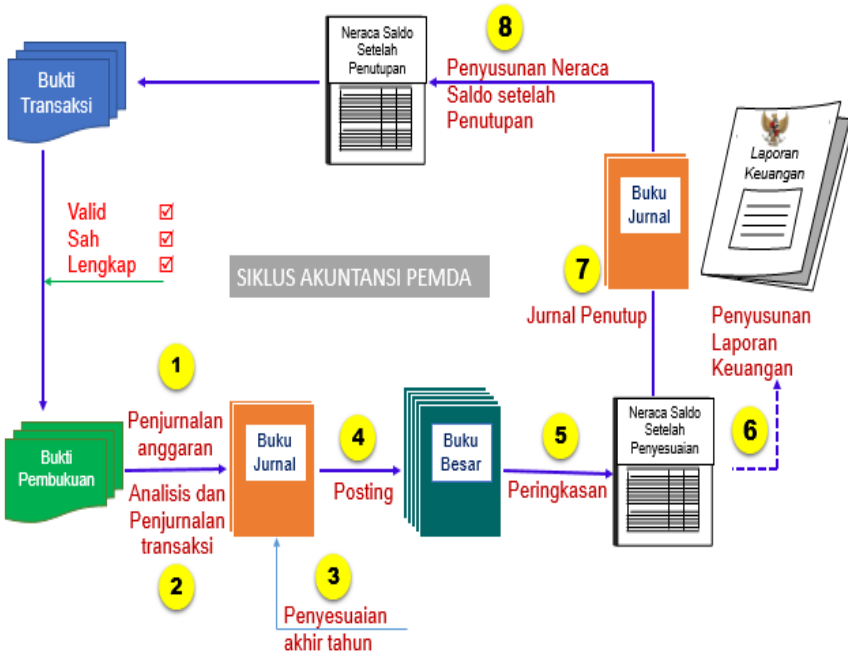 Neraca Saldo
Setelah
Penutupan
8
Penyusunan Neraca
Saldo setelah
Penutupan
Bukti
Transaksi
Laporan
Keuangan
Buku
Jurnal
Valid ☑
Sah ☑
Lengkap ☑
SIKLUS AKUNTANSI PEMDA
7
Jurnal Penutup
Penyusunan
Laporan
Keuangan
1
Penjurnalan
anggaran
Bukti
Pembukuan
Analisis dan
Penjurnalan
transaksi
2
Buku
Jurnal
3
Penyesuaian
akhir tahun
4
Posting
Buku
Besar
5
Peringkasan
Neraca Saldo
Setelah
Penyesuaian
6